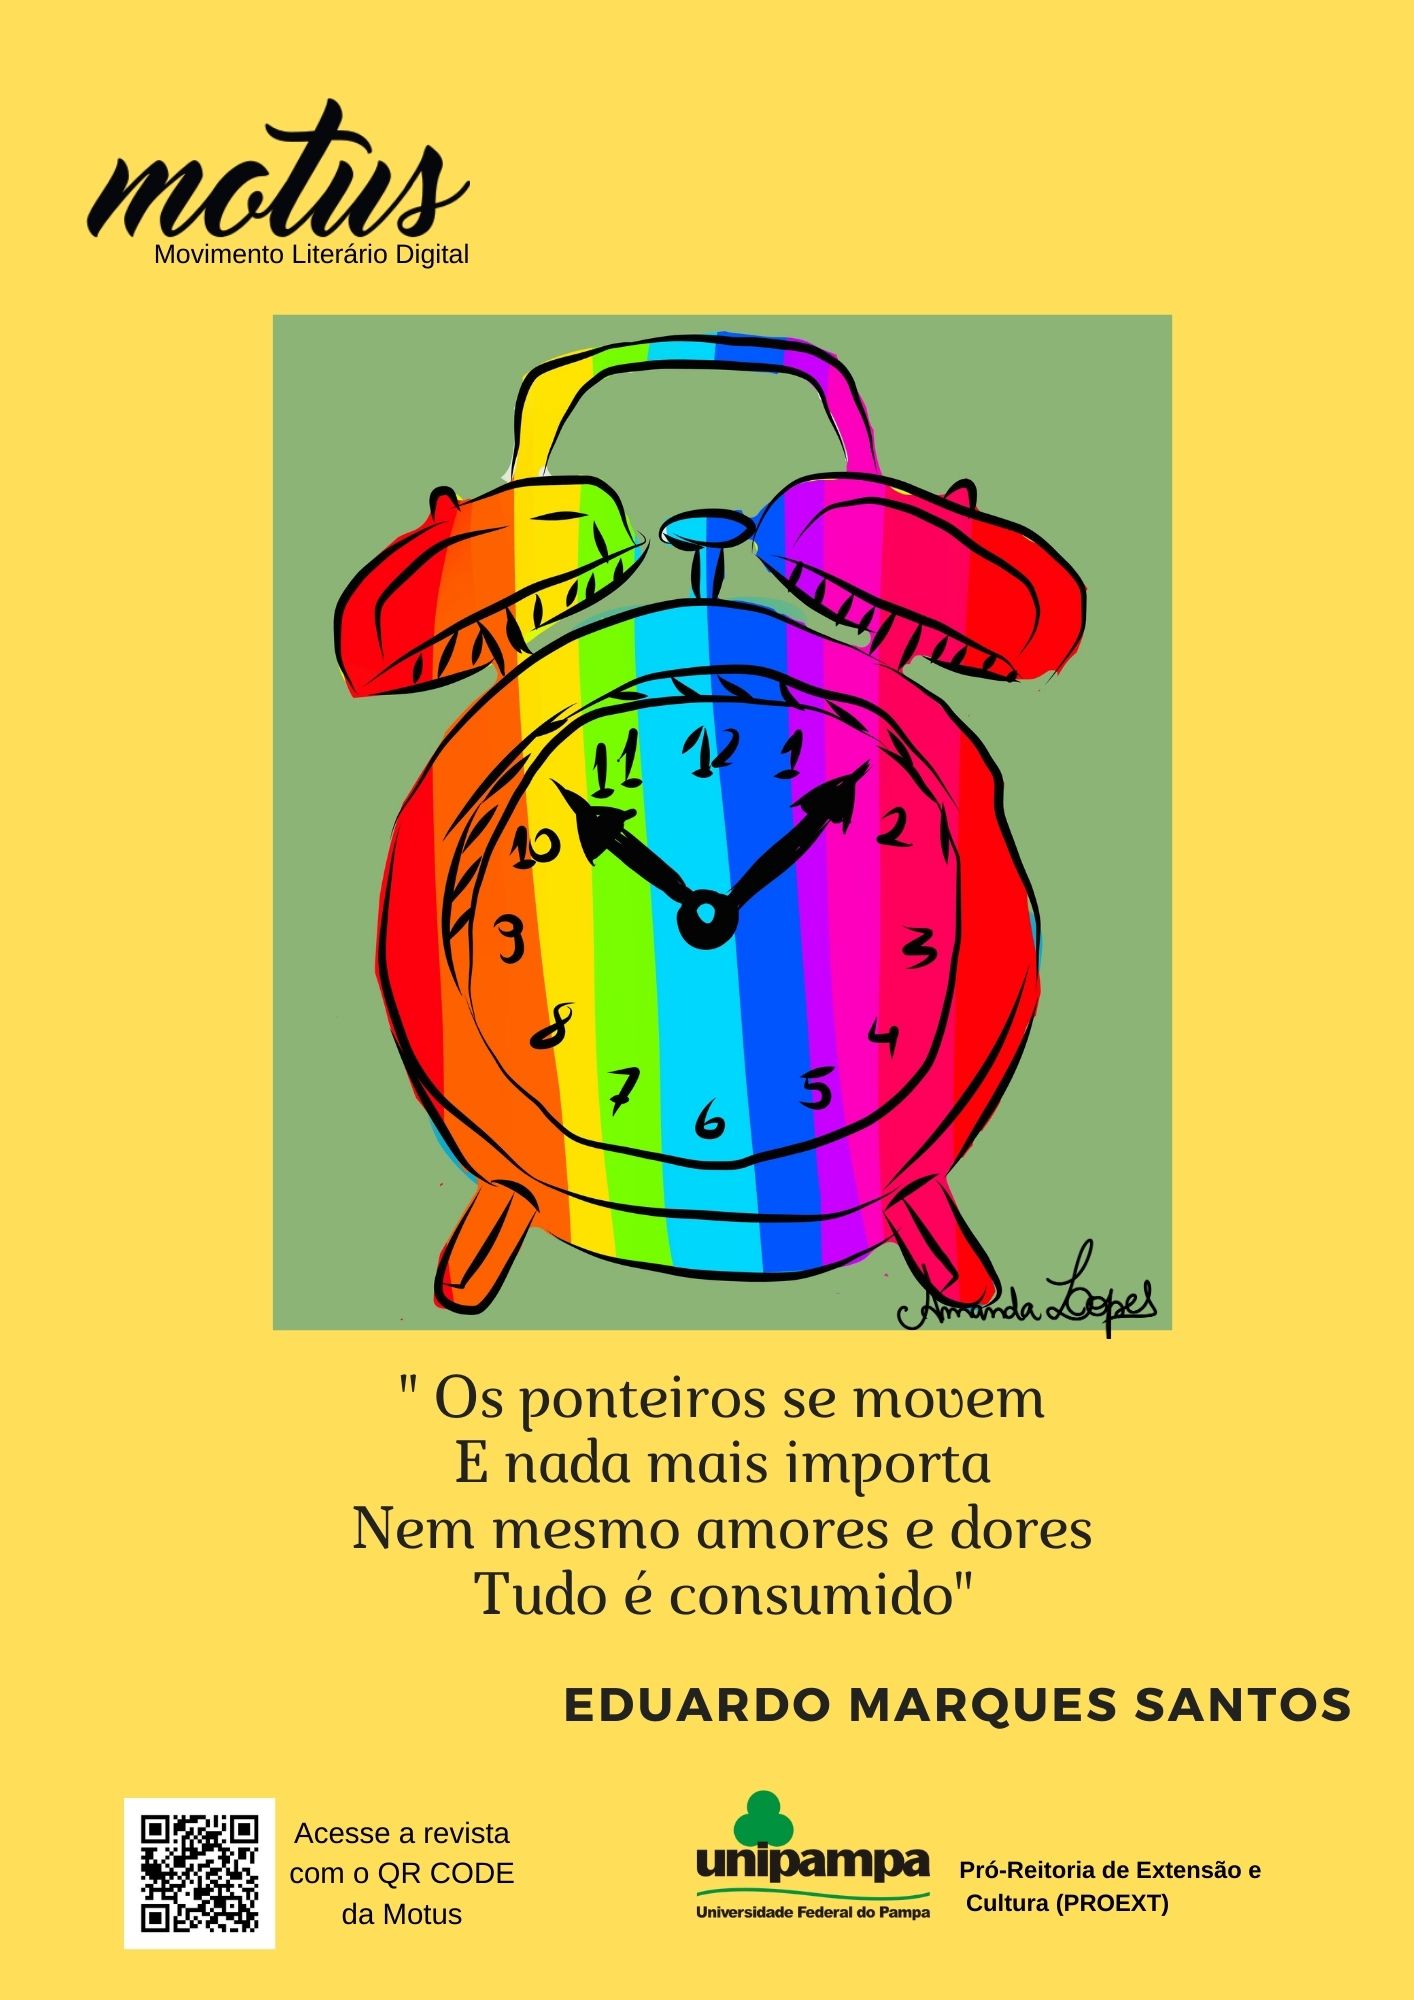 motus
Movimento Literário Digital
11 12 1
10 2
9 3
8 4
7 6 5
Amanda Lopes
" Os ponteiros se movem
E nada mais importa
Nem mesmo amores e dores
Tudo é consumido"
EDUARDO MARQUES SANTOS
Acesse a revista
com o QR CODE
da Motus
unipampa
Universidade Federal do Pampa
Pró-Reitoria de Extensão e
Cultura (PROEXT)